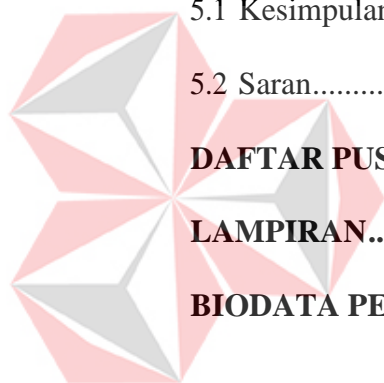 5.1 Kesimpulan
5.2 Saran..........
DAFTAR PUS
LAMPIRAN..
BIODATA PE